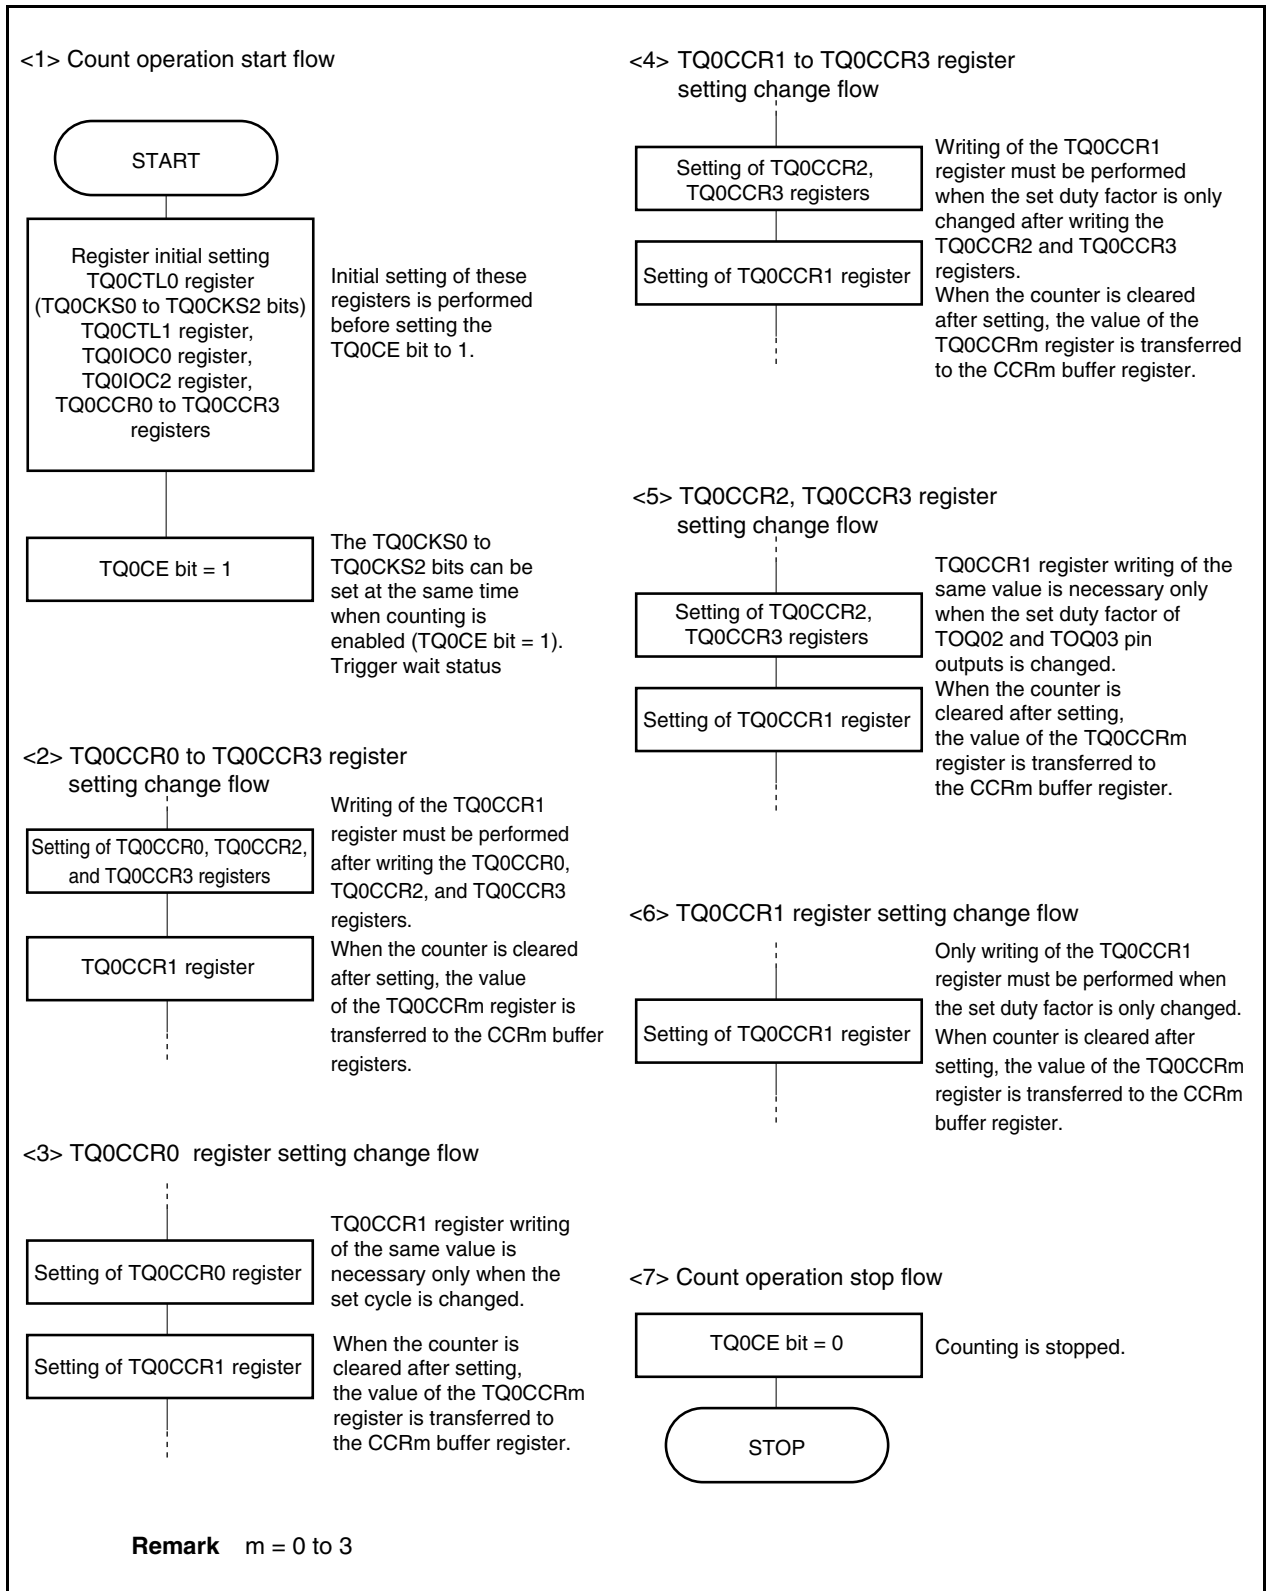 <1> Count operation start flow
START
Register initial setting
TQ0CTL0 register
(TQ0CKS0 to TQ0CKS2 bits)
TQ0CTL1 register,
TQ0IOC0 register,
TQ0IOC2 register,
TQ0CCR0 to TQ0CCR3
registers
Initial setting of these
registers is performed
before setting the
TQ0CE bit to 1.
TQ0CE bit = 1
The TQ0CKS0 to
TQ0CKS2 bits can be
set at the same time
when counting is
enabled (TQ0CE bit = 1).
Trigger wait status
<2> TQ0CCR0 to TQ0CCR3 register
setting change flow
Setting of TQ0CCR0, TQ0CCR2,
and TQ0CCR3 registers
TQ0CCR1 register
Writing of the TQ0CCR1
register must be performed
after writing the TQ0CCR0,
TQ0CCR2, and TQ0CCR3
registers.
When the counter is cleared
after setting, the value
of the TQ0CCRm register is
transferred to the CCRm buffer
registers.
<3> TQ0CCR0 register setting change flow
Setting of TQ0CCR0 register
TQ0CCR1 register writing
of the same value is
necessary only when the
set cycle is changed.
Setting of TQ0CCR1 register
When the counter is
cleared after setting,
the value of the TQ0CCRm
register is transferred to
the CCRm buffer register.
<4> TQ0CCR1 to TQ0CCR3 register
setting change flow
Setting of TQ0CCR2,
TQ0CCR3 registers
Setting of TQ0CCR1 register
Writing of the TQ0CCR1
register must be performed
when the set duty factor is only
changed after writing the
TQ0CCR2 and TQ0CCR3
registers.
When the counter is cleared
after setting, the value of the
TQ0CCRm register is transferred
to the CCRm buffer register.
<5> TQ0CCR2, TQ0CCR3 register
setting change flow
Setting of TQ0CCR2,
TQ0CCR3 registers
Setting of TQ0CCR1 register
TQ0CCR1 register writing of the
same value is necessary only
when the set duty factor of
TOQ02 and TOQ03 pin
outputs is changed.
When the counter is
cleared after setting,
the value of the TQ0CCRm
register is transferred to
the CCRm buffer register.
<6> TQ0CCR1 register setting change flow
Setting of TQ0CCR1 register
Only writing of the TQ0CCR1
register must be performed when
the set duty factor is only changed.
When counter is cleared after
setting, the value of the TQ0CCRm
register is transferred to the CCRm
buffer register.
<7> Count operation stop flow
TQ0CE bit = 0
Counting is stopped.
STOP
Remark m = 0 to 3